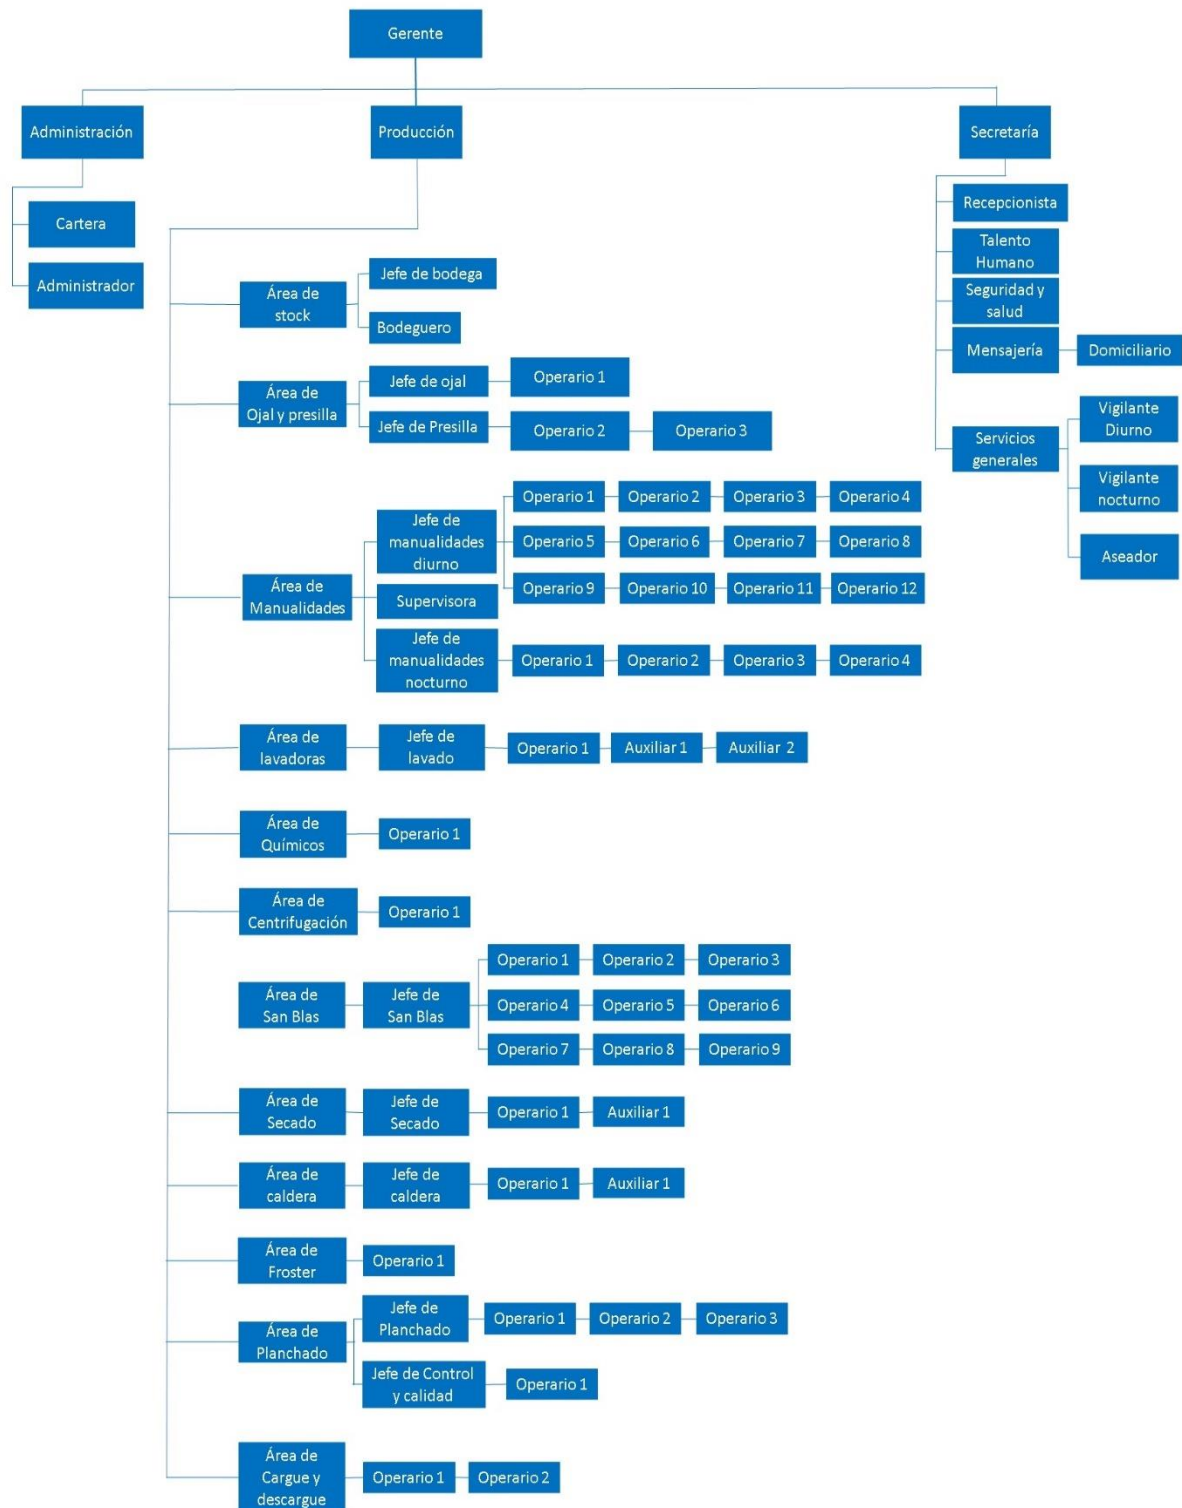 Gerente
Administración
Producción
Secretaría
Cartera
Administrador
Recepcionista
Talento
Humano
Seguridad y
salud
Mensajería
Domiciliario
Servicios
generales
Vigilante
Diurno
Vigilante
nocturno
Aseador
Área de
stock
Jefe de bodega
Bodeguero
Área de
Ojal y presilla
Jefe de ojal
Operario 1
Jefe de Presilla
Operario 2
Operario 3
Área de
Manualidades
Jefe de
manualidades
diurno
Operario 1
Operario 2
Operario 3
Operario 4
Operario 5
Operario 6
Operario 7
Operario 8
Operario 9
Operario 10
Operario 11
Operario 12
Supervisora
Jefe de
manualidades
nocturno
Operario 1
Operario 2
Operario 3
Operario 4
Área de
lavadoras
Jefe de
lavado
Operario 1
Auxiliar 1
Auxiliar 2
Área de
Químicos
Operario 1
Área de
Centrifugación
Operario 1
Área de
San Blas
Jefe de
San Blas
Operario 1
Operario 2
Operario 3
Operario 4
Operario 5
Operario 6
Operario 7
Operario 8
Operario 9
Área de
Secado
Jefe de
Secado
Operario 1
Auxiliar 1
Área de
caldera
Jefe de
caldera
Operario 1
Auxiliar 1
Área de
Froster
Operario 1
Área de
Planchado
Jefe de
Planchado
Operario 1
Operario 2
Operario 3
Jefe de Control
y calidad
Operario 1
Área de
Cargue y
descargue
Operario 1
Operario 2